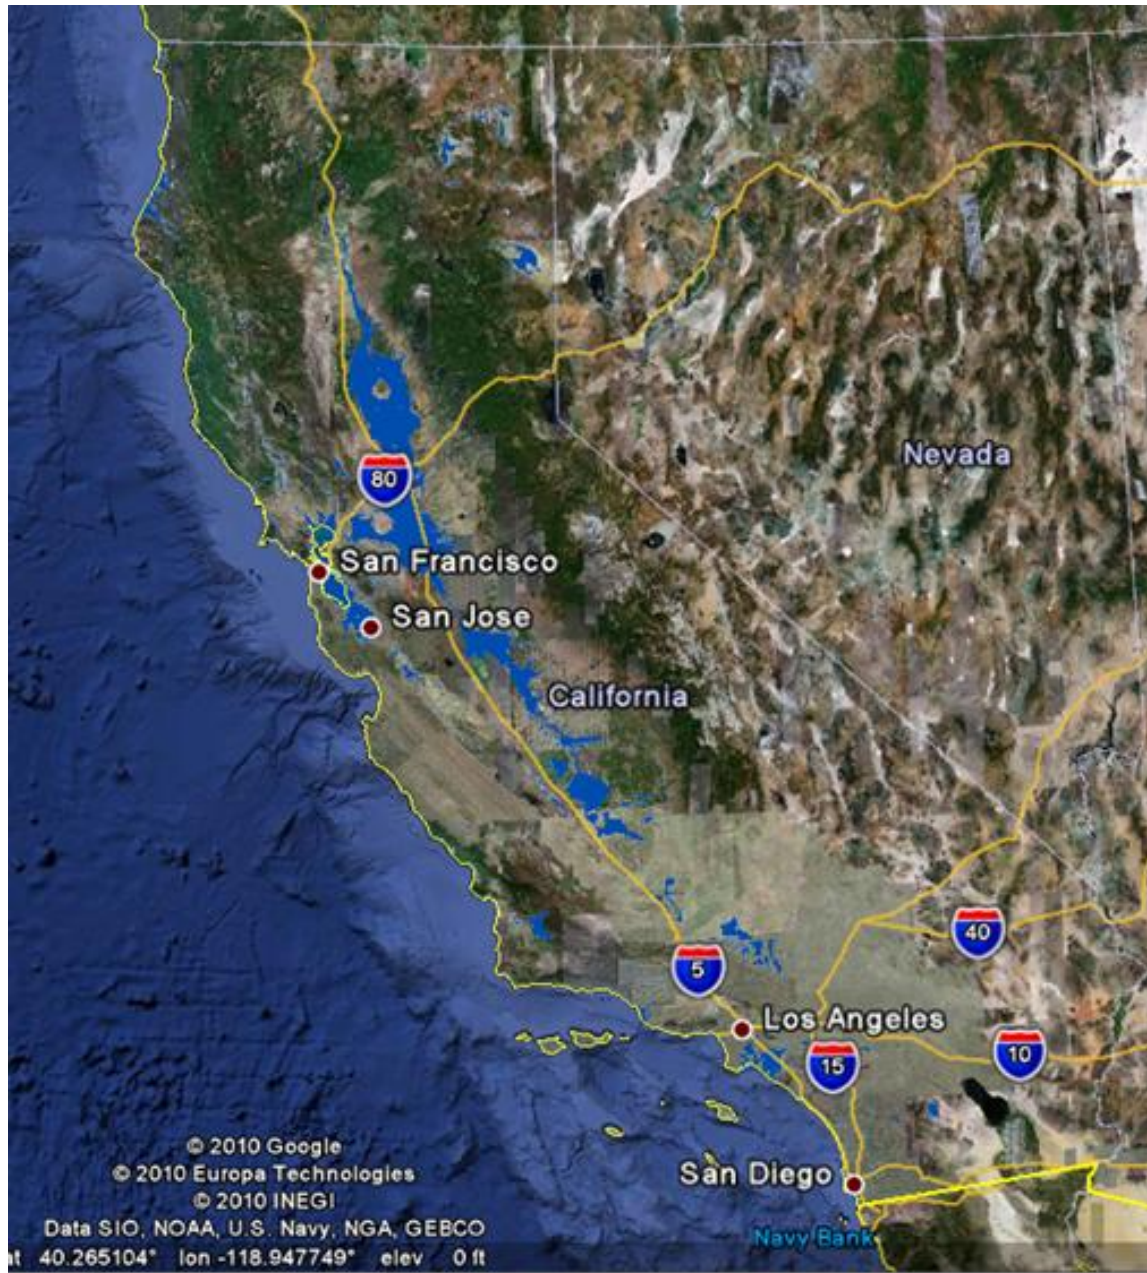 Nevada
80
San Francisco
San Jose
California
40
5
Los Angeles
15
10
© 2010 Google
© 2010 Europa Technologies
© 2010 INEGI
San Diego
Data SIO, NOAA, U.S. Navy, NGA, GEBCO
Navy Bank
at 40.265104° lon -118.947749° elev 0 ft